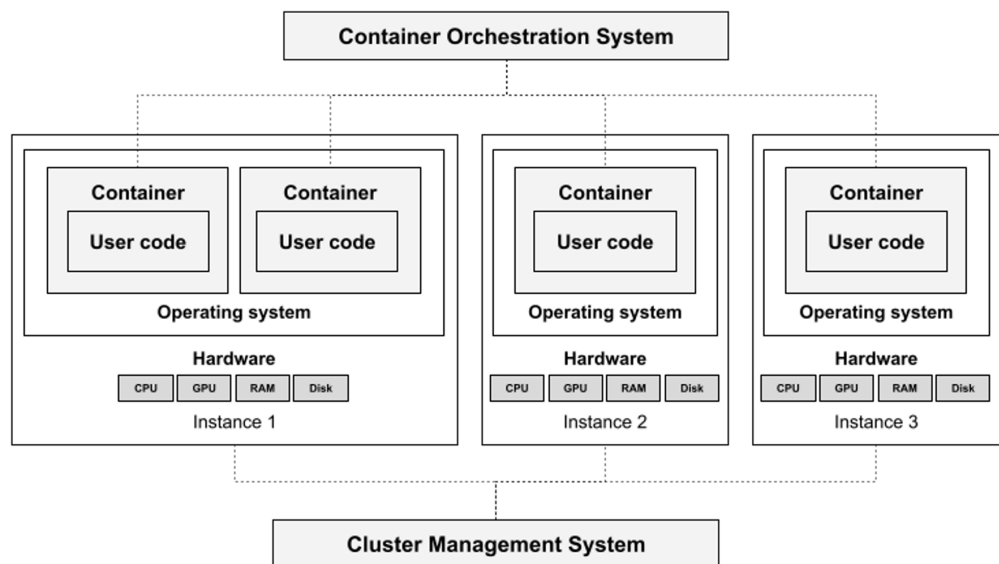 Container Orchestration System
Container
User code
Container
User code
Operating system
Hardware
CPU GPU RAM Disk
Instance 1
Container
User code
Operating system
Hardware
CPU GPU RAM Disk
Instance 2
Container
User code
Operating system
Hardware
CPU GPU RAM Disk
Instance 3
Cluster Management System